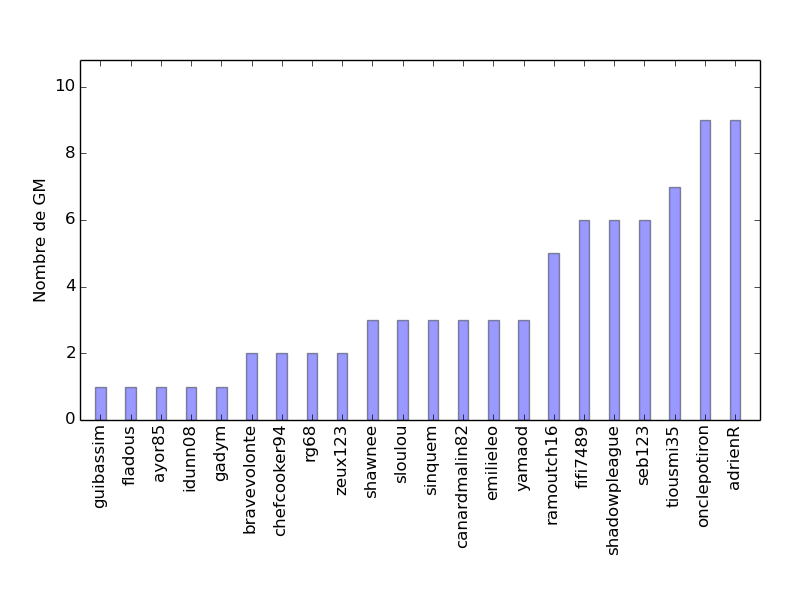 10
8
6
4
2
0
Nombre de GM
guibassim
fladous
ayor85
idunn08
gadym
bravevolonte
chefcooker94
rg68
zeux123
shawnee
sloulou
sinquem
canardmalin82
emilieleo
yamaod
ramoutch16
fifi7489
shadowpleague
seb123
tiousmi35
onclepotiron
adrienR